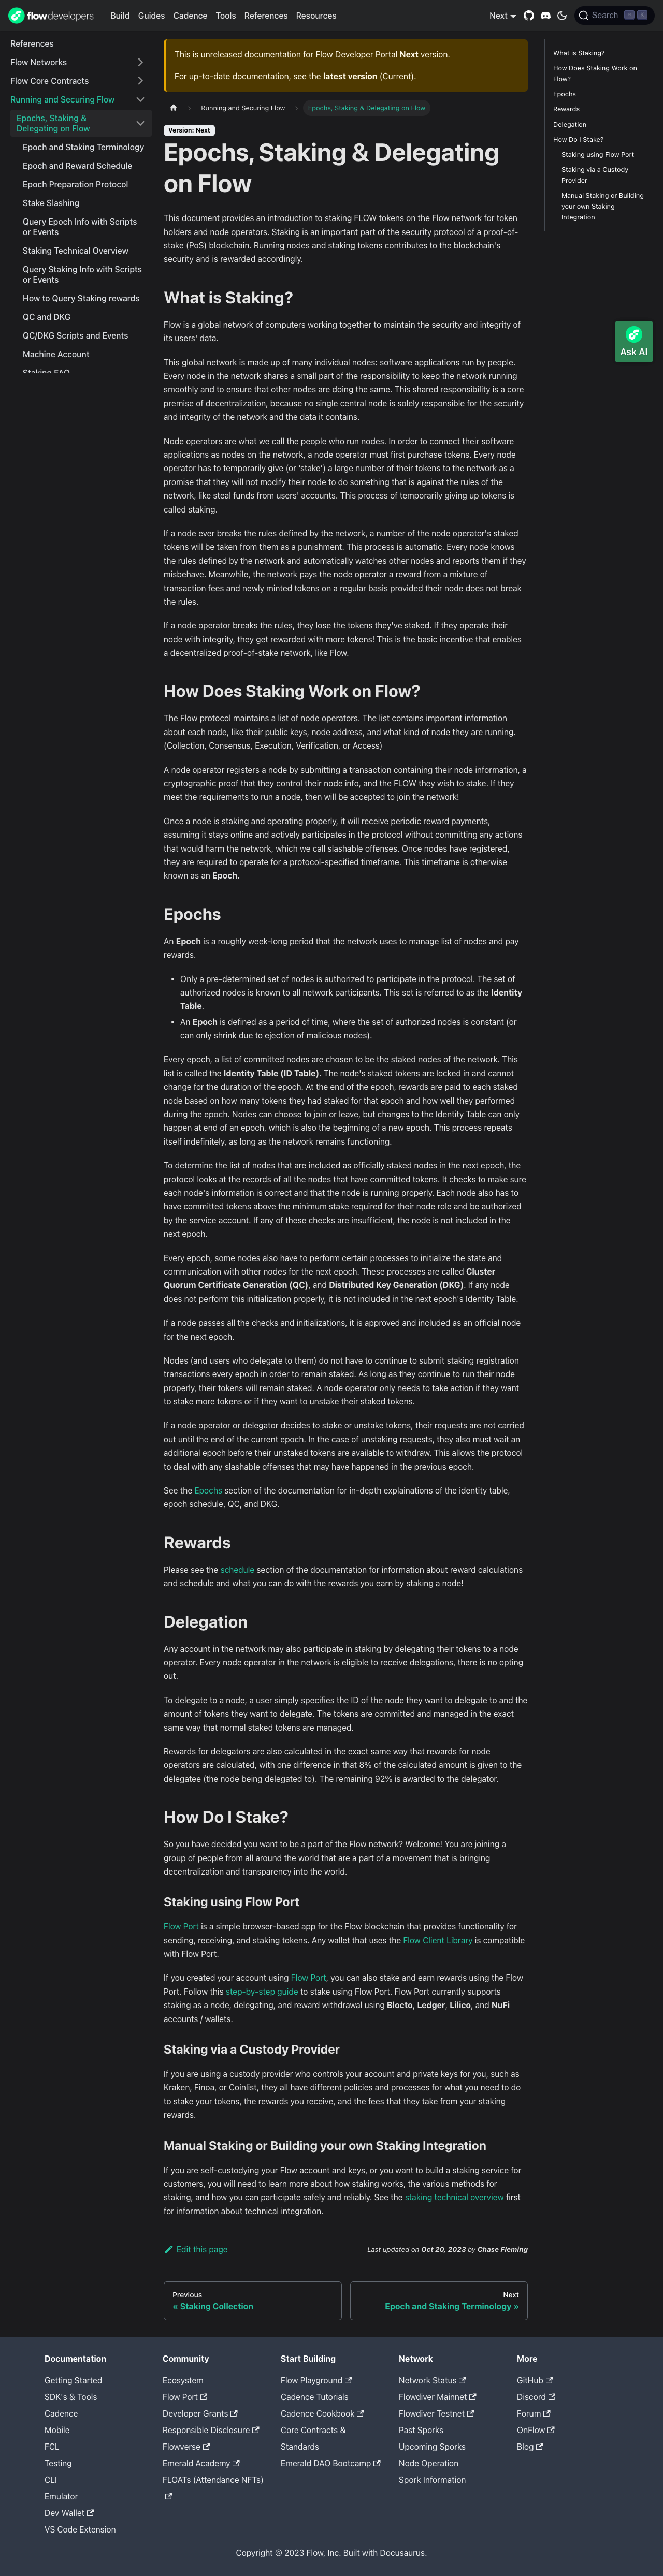 flowdevelopers
Build
Guides
Cadence
Tools
References
Resources
Next
Search
References
Flow Networks
Flow Core Contracts
Running and Securing Flow
Epochs, Staking &
Delegating on Flow
Epoch and Staking Terminology
Epoch and Reward Schedule
Epoch Preparation Protocol
Stake Slashing
Query Epoch Info with Scripts
or Events
Staking Technical Overview
Query Staking Info with Scripts
or Events
How to Query Staking rewards
QC and DKG
QC/DKG Scripts and Events
Machine Account
Staking FAQ
This is unreleased documentation for Flow Developer Portal Next version.
For up-to-date documentation, see the latest version (Current).
Running and Securing Flow
Epochs, Staking & Delegating on Flow
Version: Next
Epochs, Staking & Delegating
on Flow
This document provides an introduction to staking FLOW tokens on the Flow network for token
holders and node operators. Staking is an important part of the security protocol of a proof-of-
stake (PoS) blockchain. Running nodes and staking tokens contributes to the blockchain's
security and is rewarded accordingly.
What is Staking?
Flow is a global network of computers working together to maintain the security and integrity of
its users' data.
This global network is made up of many individual nodes: software applications run by people.
Every node in the network shares a small part of the responsibility to keep the network running
smoothly and to ensure that other nodes are doing the same. This shared responsibility is a core
premise of decentralization, because no single central node is solely responsible for the security
and integrity of the network and the data it contains.
Node operators are what we call the people who run nodes. In order to connect their software
applications as nodes on the network, node operators must first purchase tokens. Every node
operator has to temporarily give (or 'stake') a large number of their tokens to the network as a
promise that they will not modify their node to do something that is against the rules of the
network, like steal funds from users' accounts. This process of temporarily giving up tokens is
called staking.
If a node ever breaks the rules defined by the network, a number of the node operator's staked
tokens will be taken from them as a punishment. This process is automatic. Every node knows
the rules defined by the network and automatically watches other nodes and reports them if they
misbehave. Meanwhile, the network pays the node operator a reward from a mixture of
transaction fees and newly minted tokens on a regular basis provided their node does not break
the rules.
If a node operator breaks the rules, they lose the tokens they've staked. If they operate their
node with integrity, they get rewarded with more tokens! This is the basic incentive that enables
a decentralized proof-of-stake network, like Flow.
How Does Staking Work on Flow?
The Flow protocol maintains a list of node operators. The list contains important information
about each node, like their public keys, node address, and what kind of node they are running.
(Collection, Consensus, Execution, Verification, or Access)
A node operator registers a node by submitting a transaction containing their node information, a
cryptographic proof that they control their node info, and the FLOW they wish to stake. If they
meet the requirements to run a node, then will be accepted to join the network!
Once a node is staking and operating properly, it will receive periodic reward payments,
assuming it stays online and actively participates in the protocol without committing any actions
that would harm the network, which we call slashable offenses. Once nodes have registered,
they are required to operate for a protocol-specified timeframe. This timeframe is otherwise
known as an Epoch.
Epochs
An Epoch is a roughly week-long period that the network uses to manage list of nodes and pay
rewards.
Only a pre-determined set of nodes is authorized to participate in the protocol. The set of
authorized nodes is known to all network participants. This set is referred to as the Identity
Table.
An Epoch is defined as a period of time, where the set of authorized nodes is constant (or
can only shrink due to ejection of malicious nodes).
Every epoch, a list of committed nodes are chosen to be the staked nodes of the network. This
list is called the Identity Table (ID Table). The node's staked tokens are locked in and cannot
change for the duration of the epoch. At the end of the epoch, rewards are paid to each staked
node based on how many tokens they had staked for that epoch and how well they performed
during the epoch. Nodes can choose to join or leave, but changes to the Identity Table can only
happen at end of an epoch, which is also the beginning of a new epoch. This process repeats
itself indefinitely, as long as the network remains functioning.
To determine the list of nodes that are included as officially staked nodes in the next epoch, the
protocol looks at the records of all the nodes that have committed tokens. It checks to make sure
each node's information is correct and that the node is running properly. Each node also has to
have committed tokens above the minimum stake required for their node role and be authorized
by the service account. If any of these checks are insufficient, the node is not included in the
next epoch.
Every epoch, some nodes also have to perform certain processes to initialize the state and
communication with other nodes for the next epoch. These processes are called Cluster
Quorum Certificate Generation (QC), and Distributed Key Generation (DKG). If any node
does not perform this initialization properly, it is not included in the next epoch's Identity Table.
If a node passes all the checks and initializations, it is approved and included as an official node
for the next epoch.
Nodes (and users who delegate to them) do not have to continue to submit staking registration
transactions every epoch in order to remain staked. As long as they continue to run their node
properly, their tokens will remain staked. A node operator only needs to take action if they want
to stake more tokens or if they want to unstake their staked tokens.
If a node operator or delegator decides to stake or unstake tokens, their requests are not carried
out until the end of the current epoch. In the case of unstaking requests, they also must wait an
additional epoch before their unstaked tokens are available to withdraw. This allows the protocol
to deal with any slashable offenses that may have happened in the previous epoch.
See the Epochs section of the documentation for in-depth explainations of the identity table,
epoch schedule, QC, and DKG.
Rewards
Please see the schedule section of the documentation for information about reward calculations
and schedule and what you can do with the rewards you earn by staking a node!
Delegation
Any account in the network may also participate in staking by delegating their tokens to a node
operator. Every node operator in the network is eligible to receive delegations, there is no opting
out.
To delegate to a node, a user simply specifies the ID of the node they want to delegate to and the
amount of tokens they want to delegate. The tokens are committed and managed in the exact
same way that normal staked tokens are managed.
Rewards for delegators are also calculated in the exact same way that rewards for node
operators are calculated, with one difference in that 8% of the calculated amount is given to the
delegatee (the node being delegated to). The remaining 92% is awarded to the delegator.
How Do I Stake?
So you have decided you want to be a part of the Flow network? Welcome! You are joining a
group of people from all around the world that are a part of a movement that is bringing
decentralization and transparency into the world.
Staking using Flow Port
Flow Port is a simple browser-based app for the Flow blockchain that provides functionality for
sending, receiving, and staking tokens. Any wallet that uses the Flow Client Library is compatible
with Flow Port.
If you created your account using Flow Port, you can also stake and earn rewards using the Flow
Port. Follow this step-by-step guide to stake using Flow Port. Flow Port currently supports
staking as a node, delegating, and reward withdrawal using Blocto, Ledger, Lilico, and NuFi
accounts / wallets.
Staking via a Custody Provider
If you are using a custody provider who controls your account and private keys for you, such as
Kraken, Finoa, or Coinlist, they all have different policies and processes for what you need to do
to stake your tokens, the rewards you receive, and the fees that they take from your staking
rewards.
Manual Staking or Building your own Staking Integration
If you are self-custodying your Flow account and keys, or you want to build a staking service for
customers, you will need to learn more about how staking works, the various methods for
staking, and how you can participate safely and reliably. See the staking technical overview first
for information about technical integration.
Edit this page
Last updated on Oct 20, 2023 by Chase Fleming
Previous
« Staking Collection
Next
Epoch and Staking Terminology »
What is Staking?
How Does Staking Work on
Flow?
Epochs
Rewards
Delegation
How Do I Stake?
Staking using Flow Port
Staking via a Custody
Provider
Manual Staking or Building
your own Staking
Integration
Ask AI
Documentation
Getting Started
SDK's & Tools
Cadence
Mobile
FCL
Testing
CLI
Emulator
Dev Wallet
VS Code Extension
Community
Ecosystem
Flow Port
Developer Grants
Responsible Disclosure
Flowverse
Emerald Academy
FLOATs (Attendance NFTs)
Start Building
Flow Playground
Cadence Tutorials
Cadence Cookbook
Core Contracts &
Standards
Emerald DAO Bootcamp
Network
Network Status
Flowdiver Mainnet
Flowdiver Testnet
Past Sporks
Upcoming Sporks
Node Operation
Spork Information
More
GitHub
Discord
Forum
OnFlow
Blog
Copyright © 2023 Flow, Inc. Built with Docusaurus.